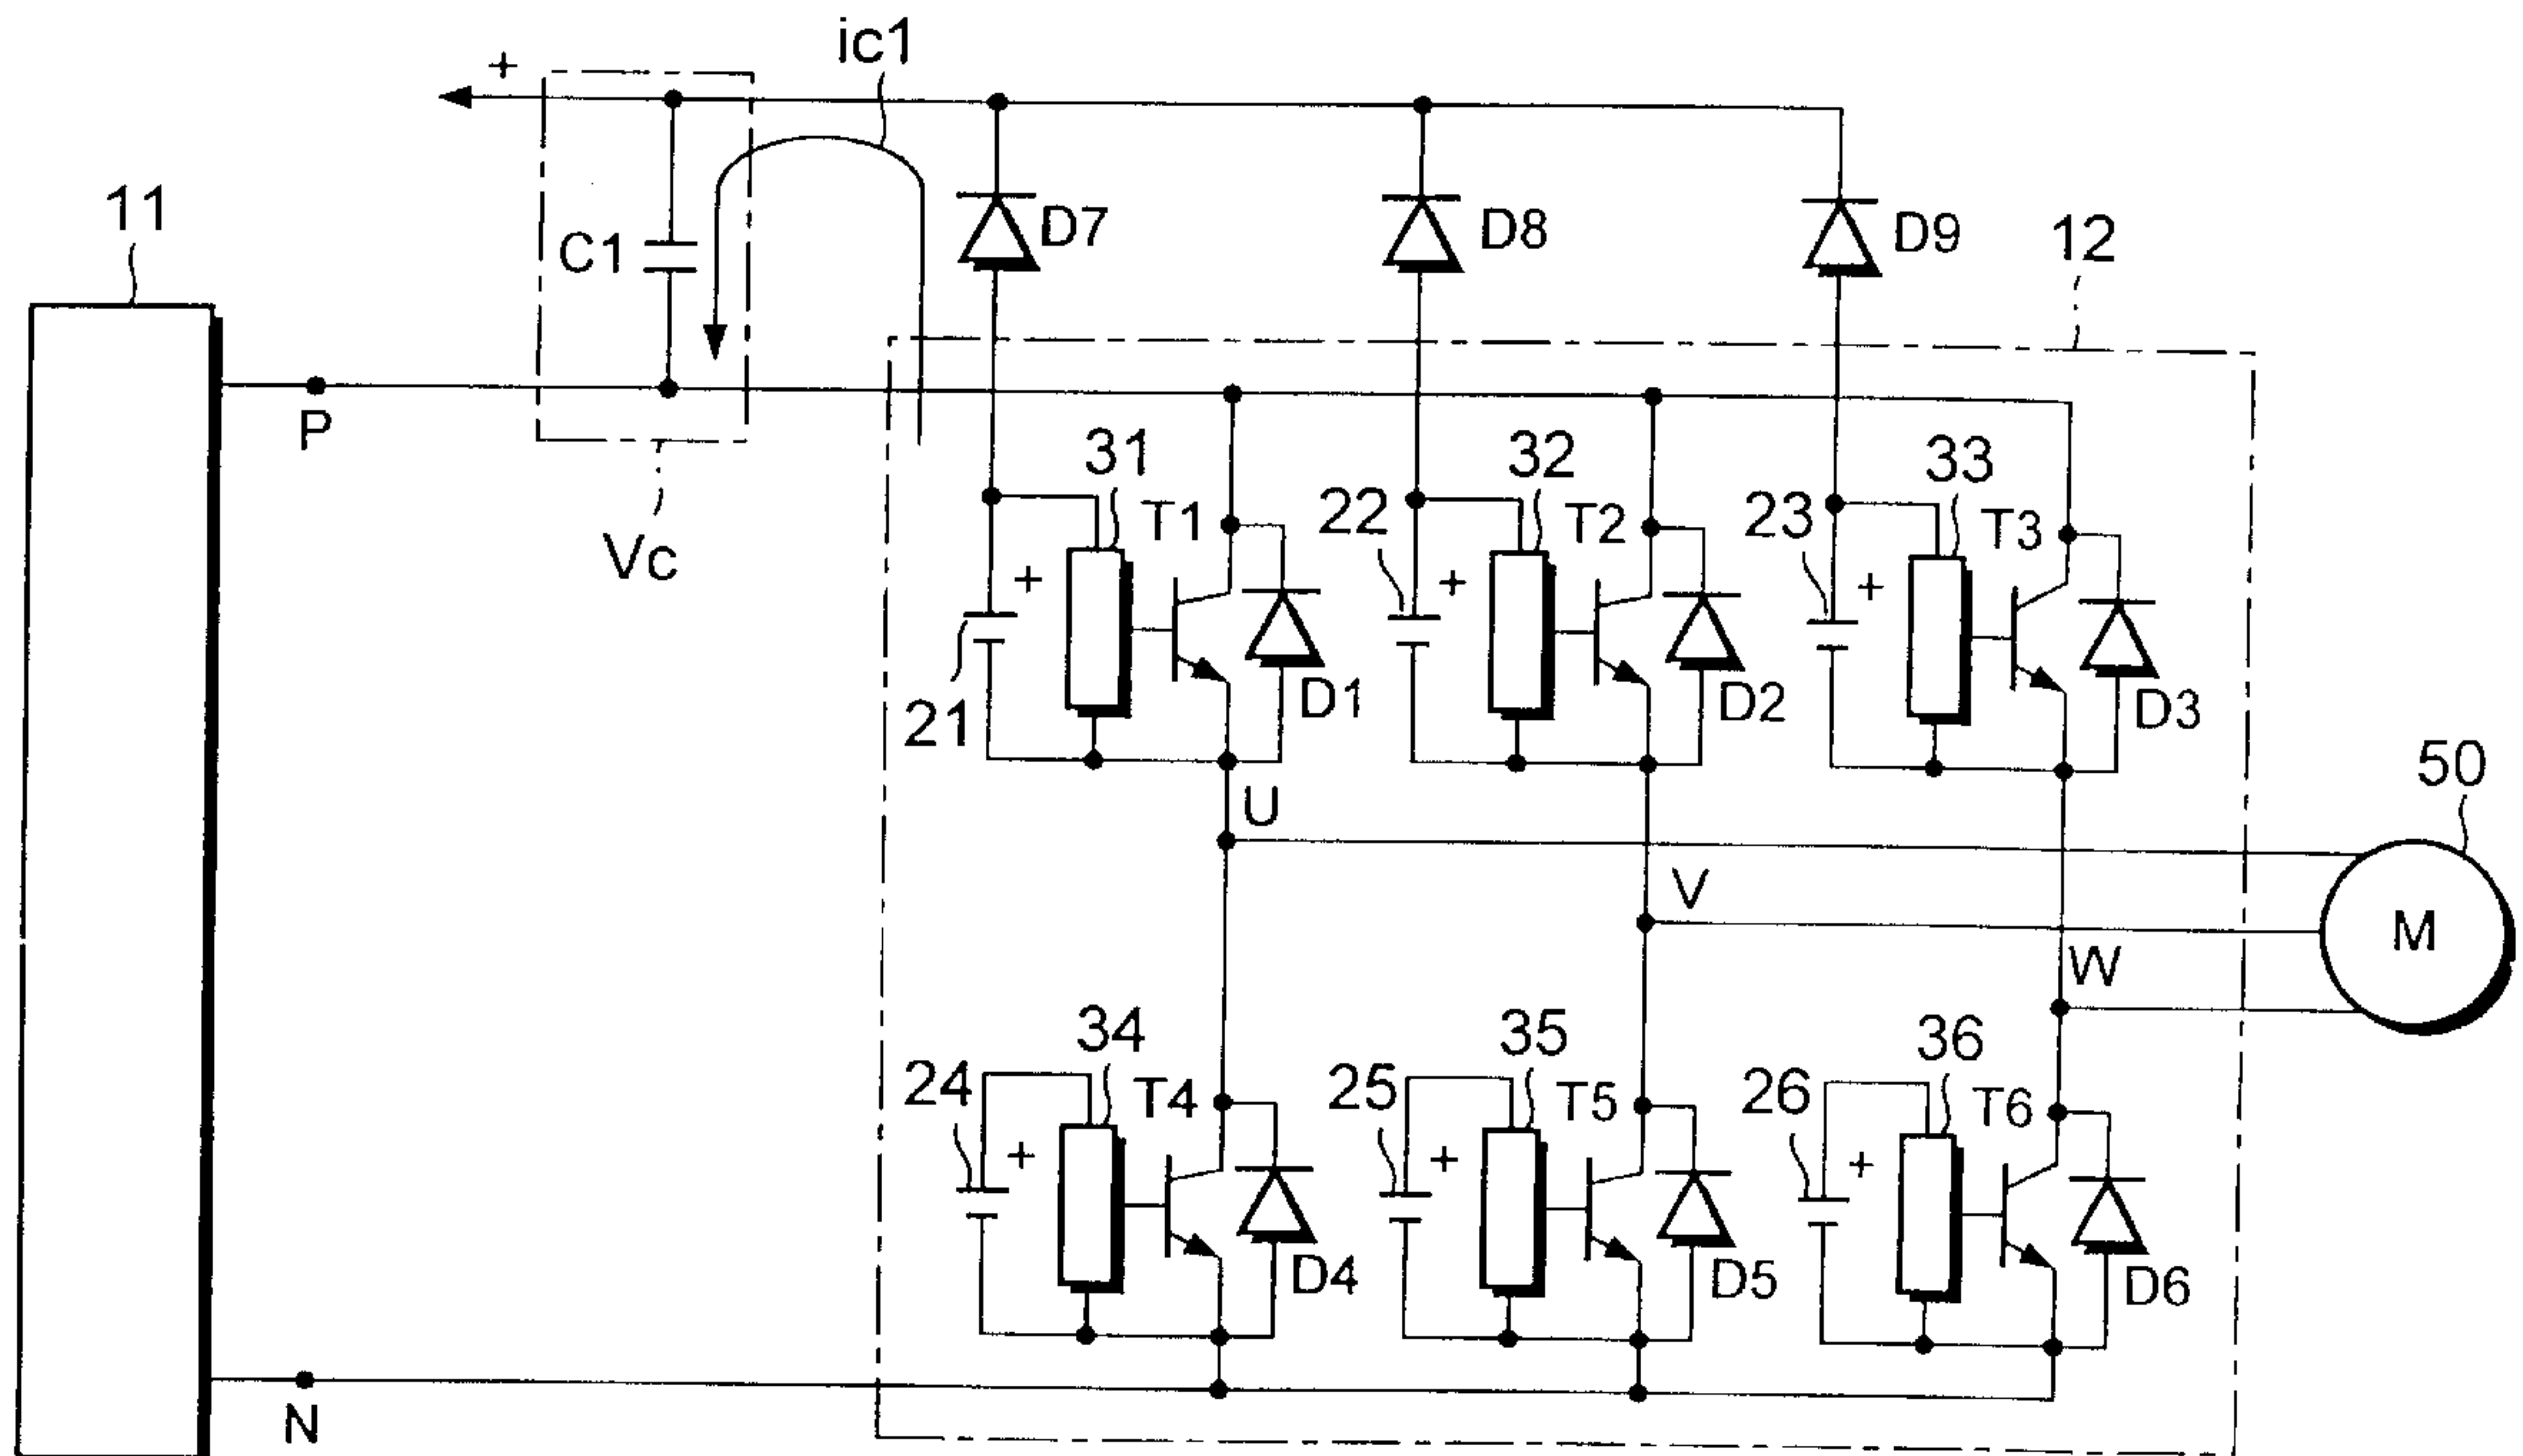 ic1
+
11
C1
D7
D8
D9
12
P
Vc
31
T1
32
T2
33
T3
22
23
+
+
+
21
D1
D2
D3
50
U
V
M
W
34
T4
35
T5
36
T6
24
25
26
+
+
+
D4
D5
D6
N